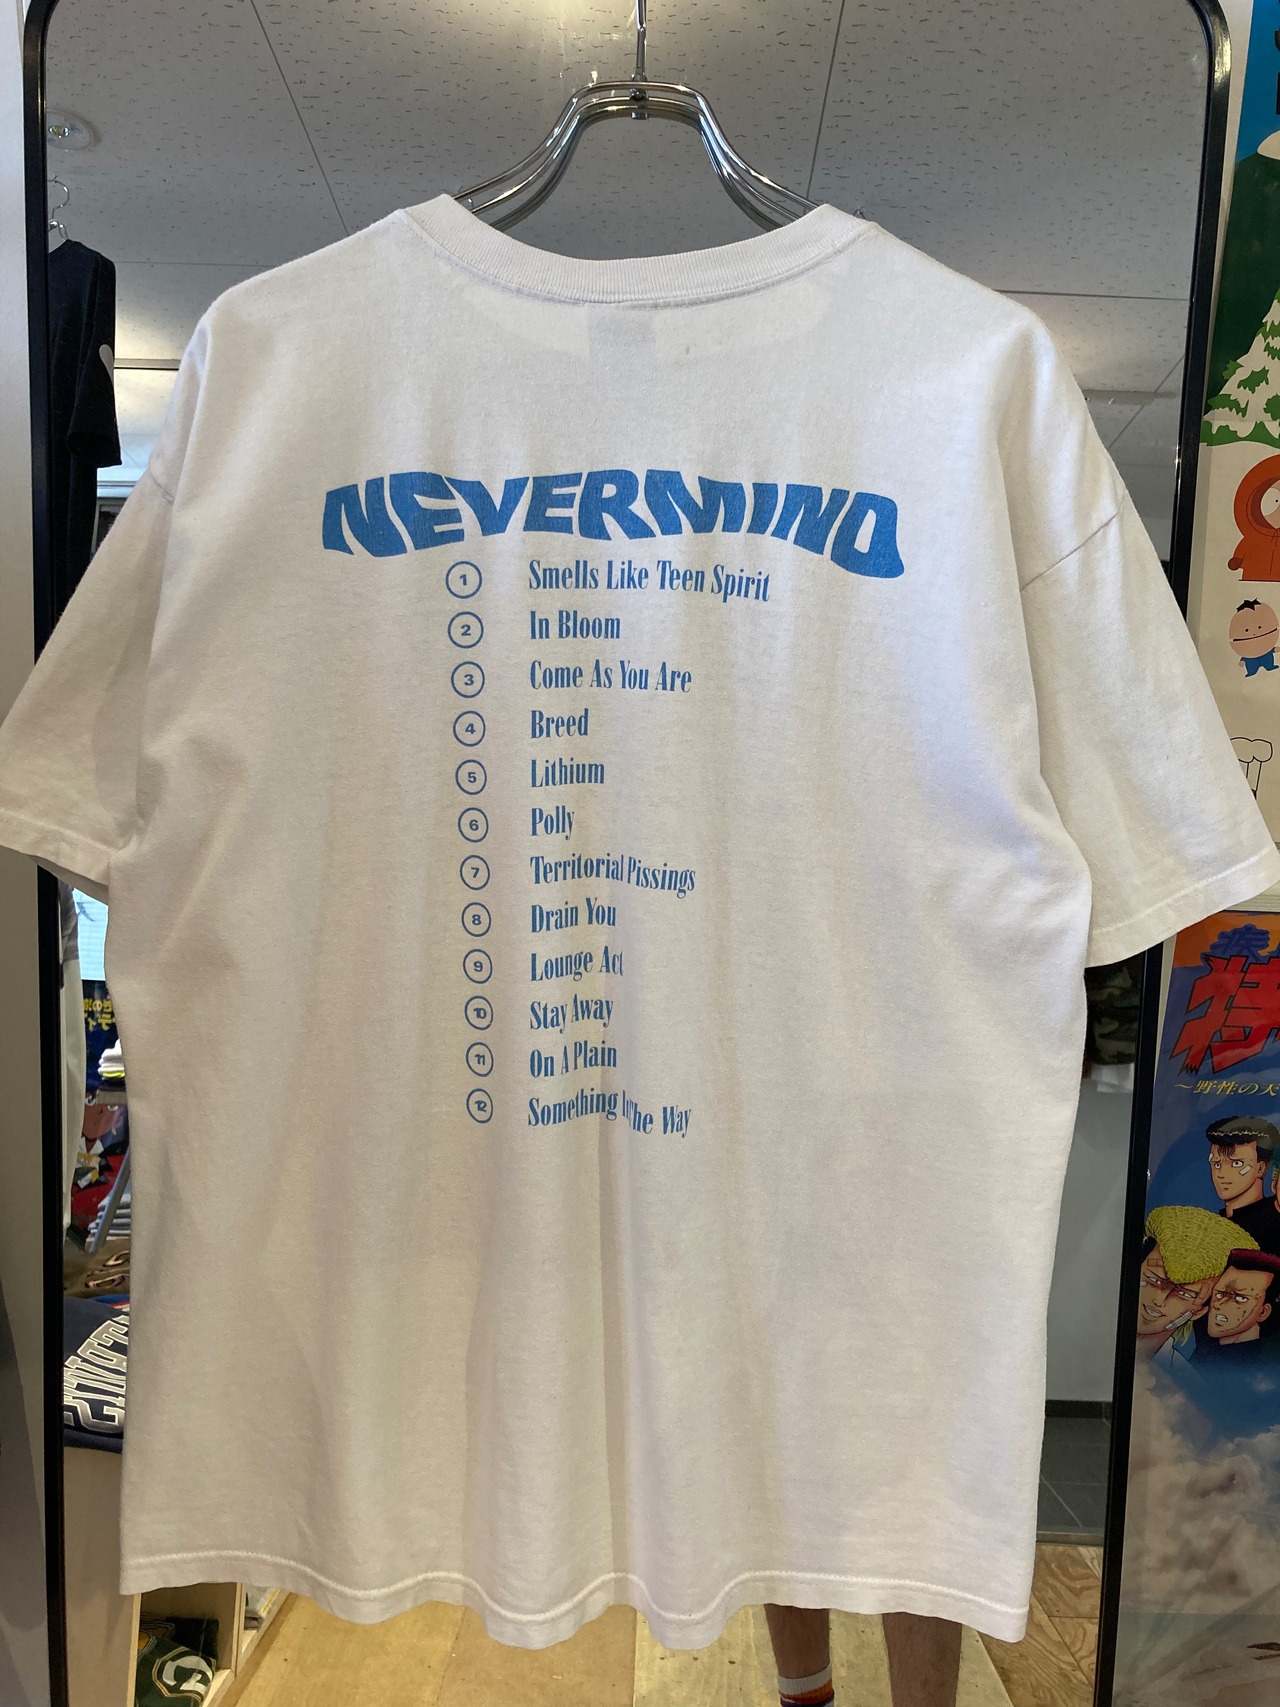 NEVERMIND
1 Smells Like Teen Spirit
2 In Bloom
3 Come As You Are
4 Breed
5 Lithium
6 Polly
7 Territorial Pissings
8 Drain You
9 Lounge Act
10 Stay Away
11 On A Plain
12 Something In The Way
～野性の天